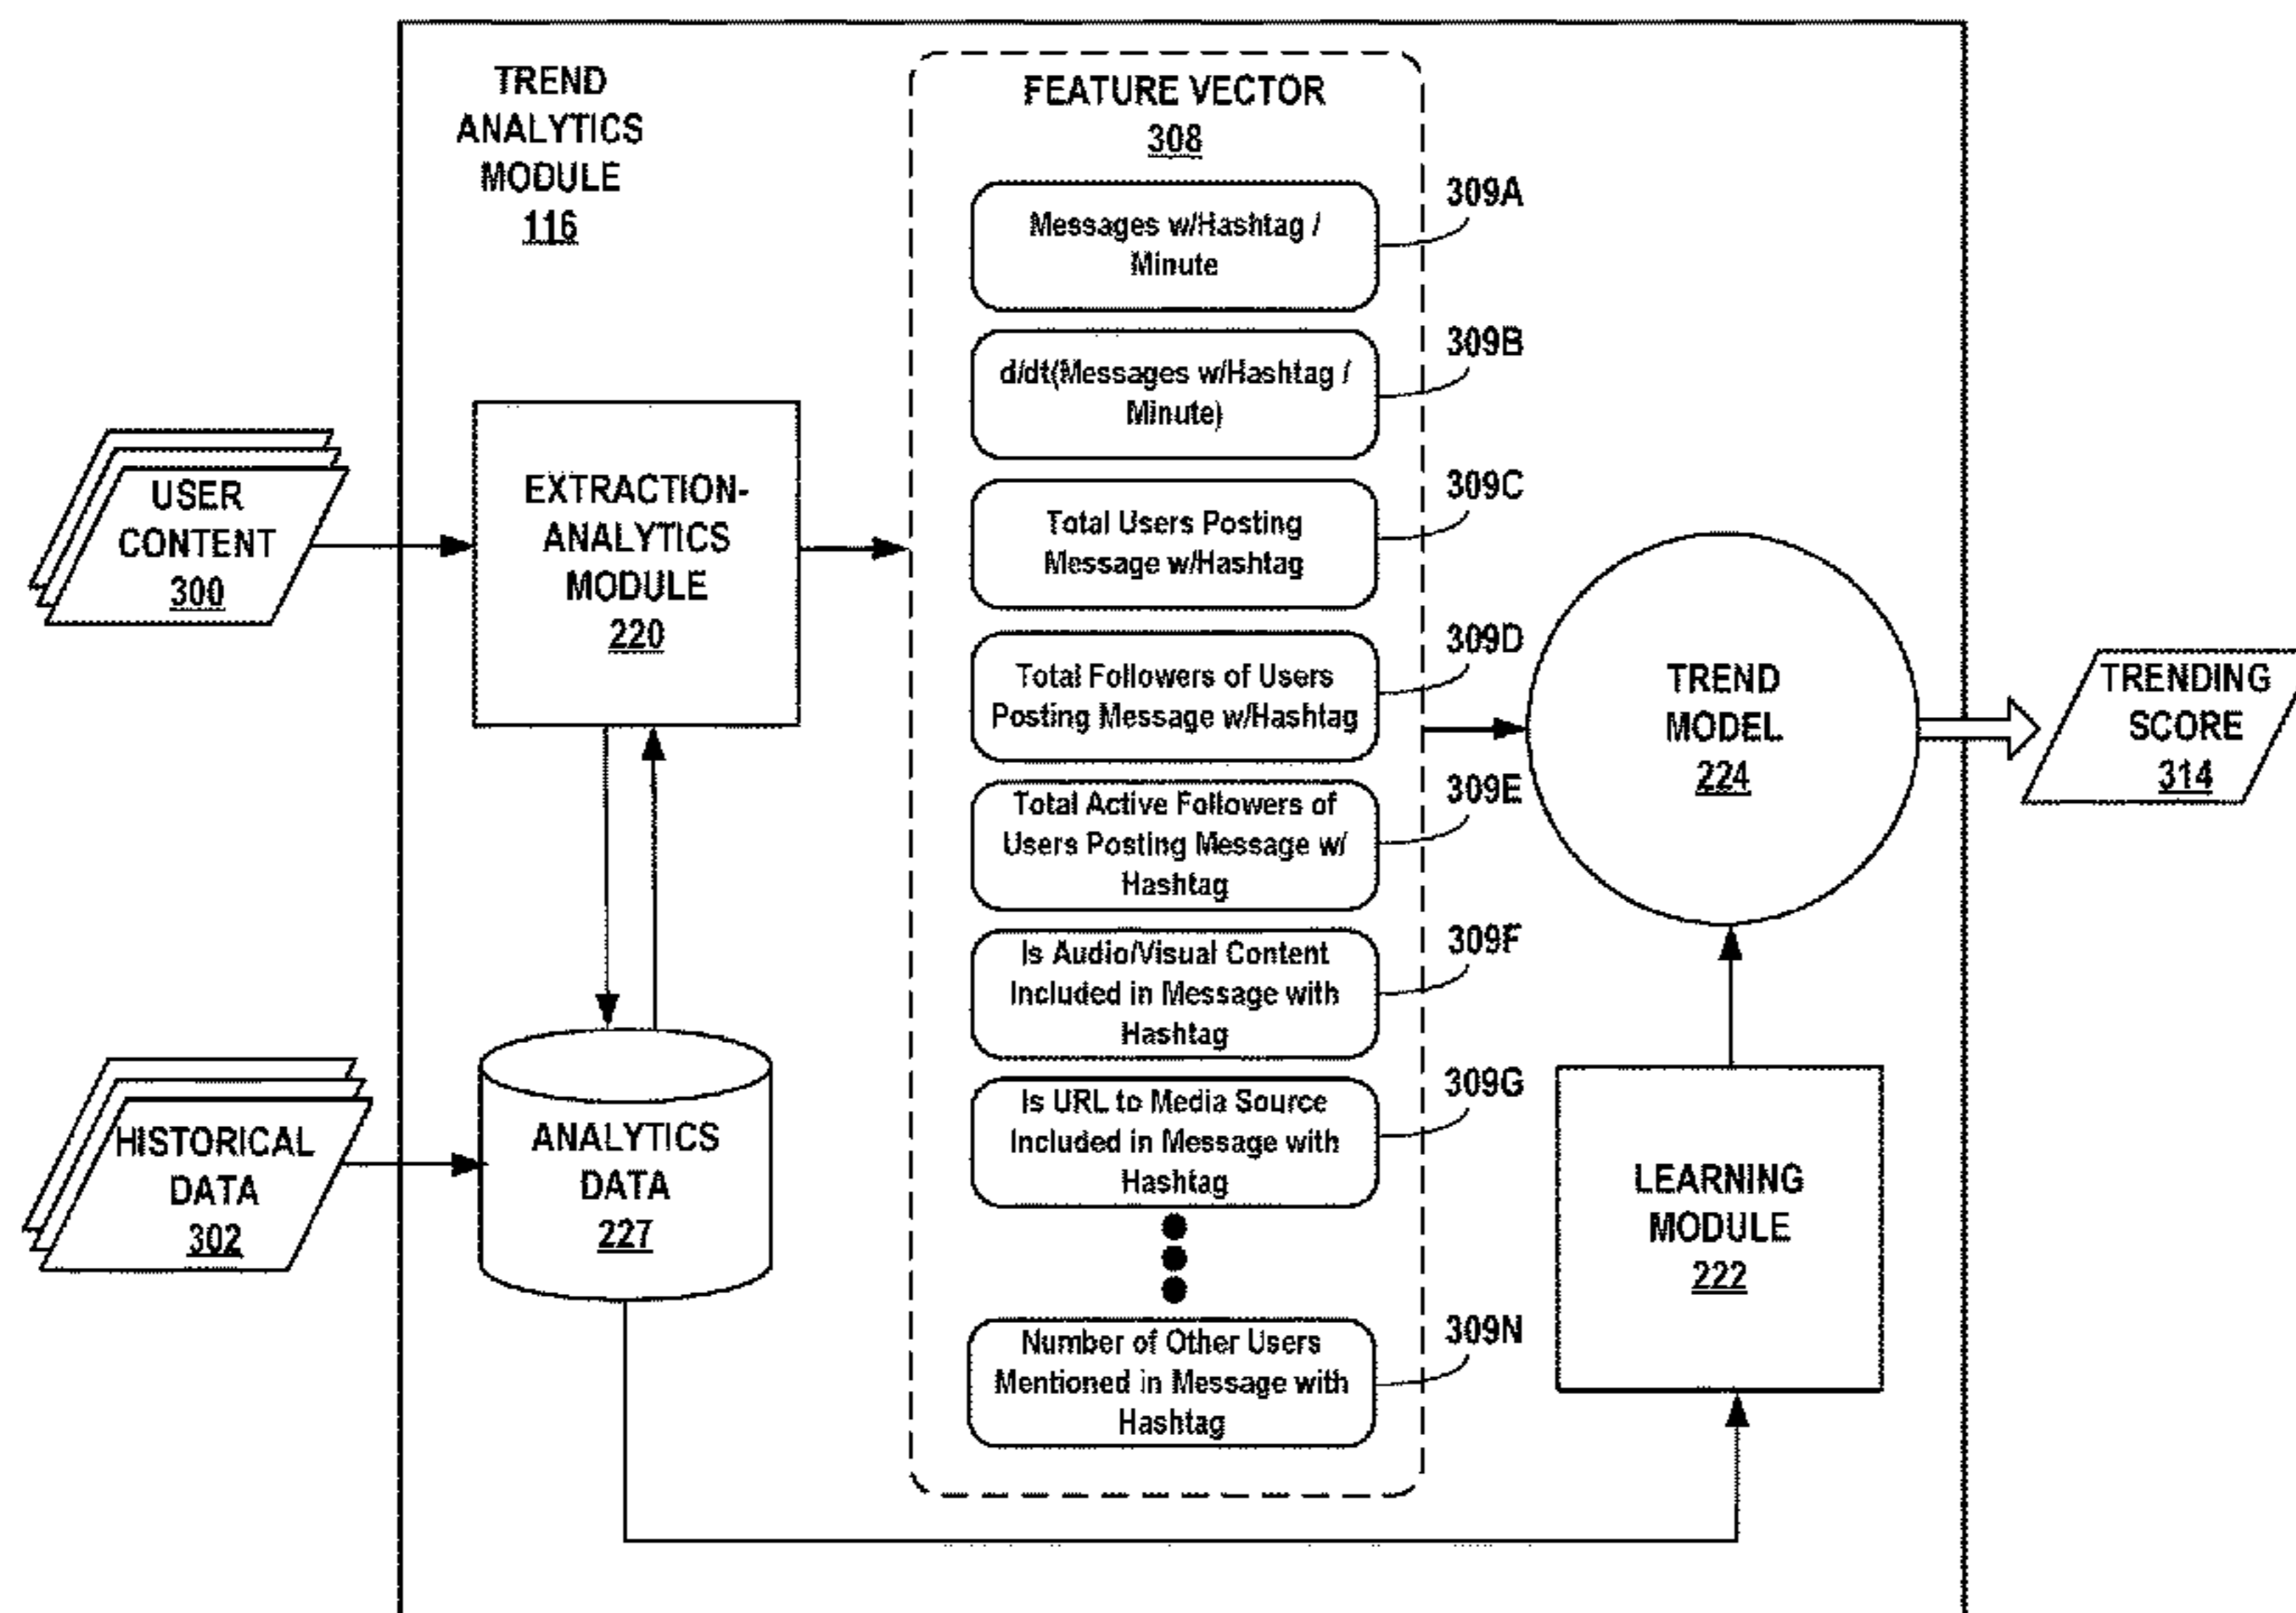 TREND
ANALYTICS
MODULE
116
USER
CONTENT
300
HISTORICAL
DATA
302
EXTRACTION-
ANALYTICS
MODULE
220
ANALYTICS
DATA
227
FEATURE VECTOR
308
Messages w/Hashtag /
Minute
309A
d/dt(Messages w/Hashtag /
Minute)
309B
Total Users Posting
Message w/Hashtag
309C
Total Followers of Users
Posting Message w/Hashtag
309D
Total Active Followers of
Users Posting Message w/
Hashtag
309E
Is Audio/Visual Content
Included in Message with
Hashtag
309F
Is URL to Media Source
Included in Message with
Hashtag
309G
Number of Other Users
Mentioned in Message with
Hashtag
309N
TREND
MODEL
224
LEARNING
MODULE
222
TRENDING
SCORE
314